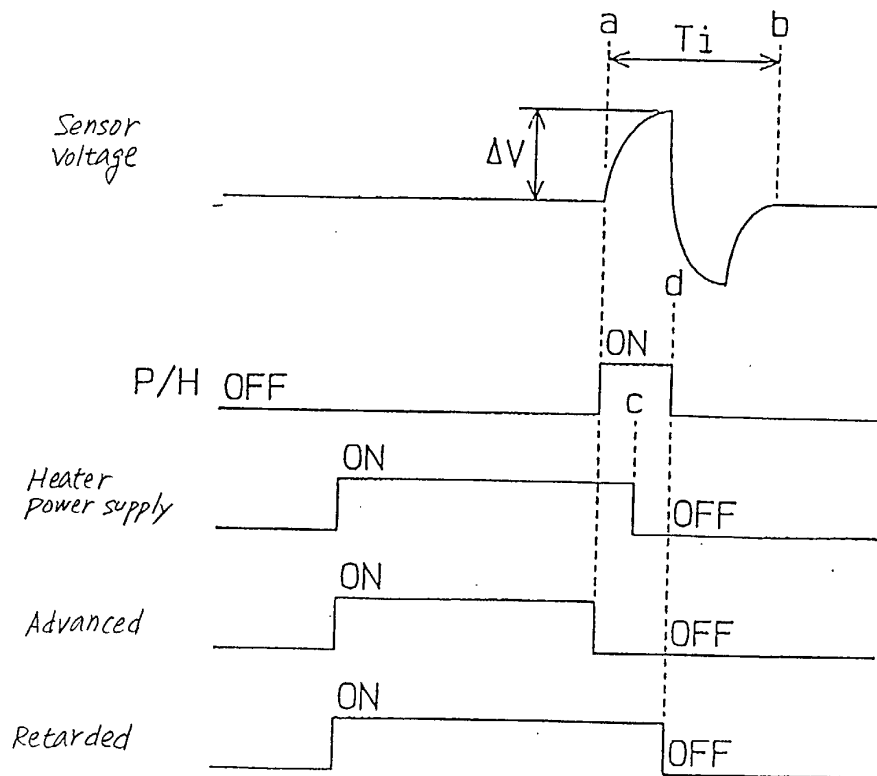 a
Ti
b
Sensor
Voltage
ΔV
d
ON
P/H OFF
c
ON
Heater
Power supply
OFF
ON
Advanced
OFF
ON
Retarded
OFF